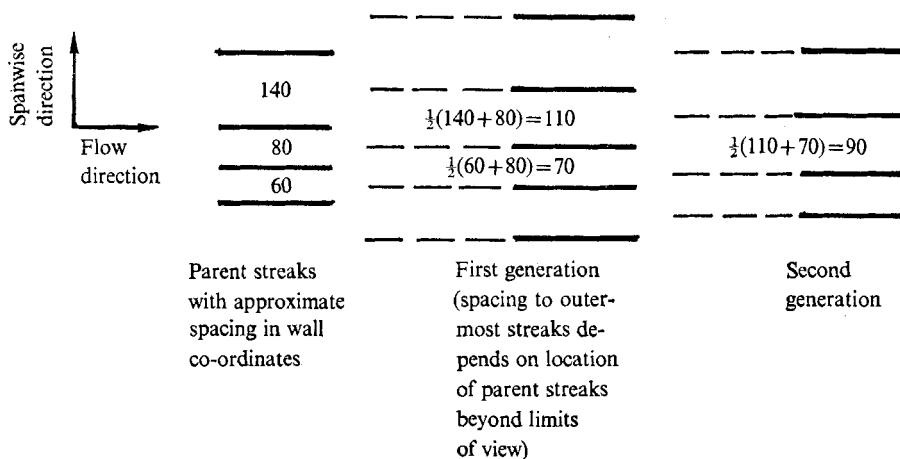 Spanwise
direction
Flow
direction
140
80
60
½(140+80)=110
½(60+80)=70
½(110+70)=90
Parent streaks
with approximate
spacing in wall
co-ordinates
First generation
(spacing to outer-
most streaks de-
pends on location
of parent streaks
beyond limits
of view)
Second
generation